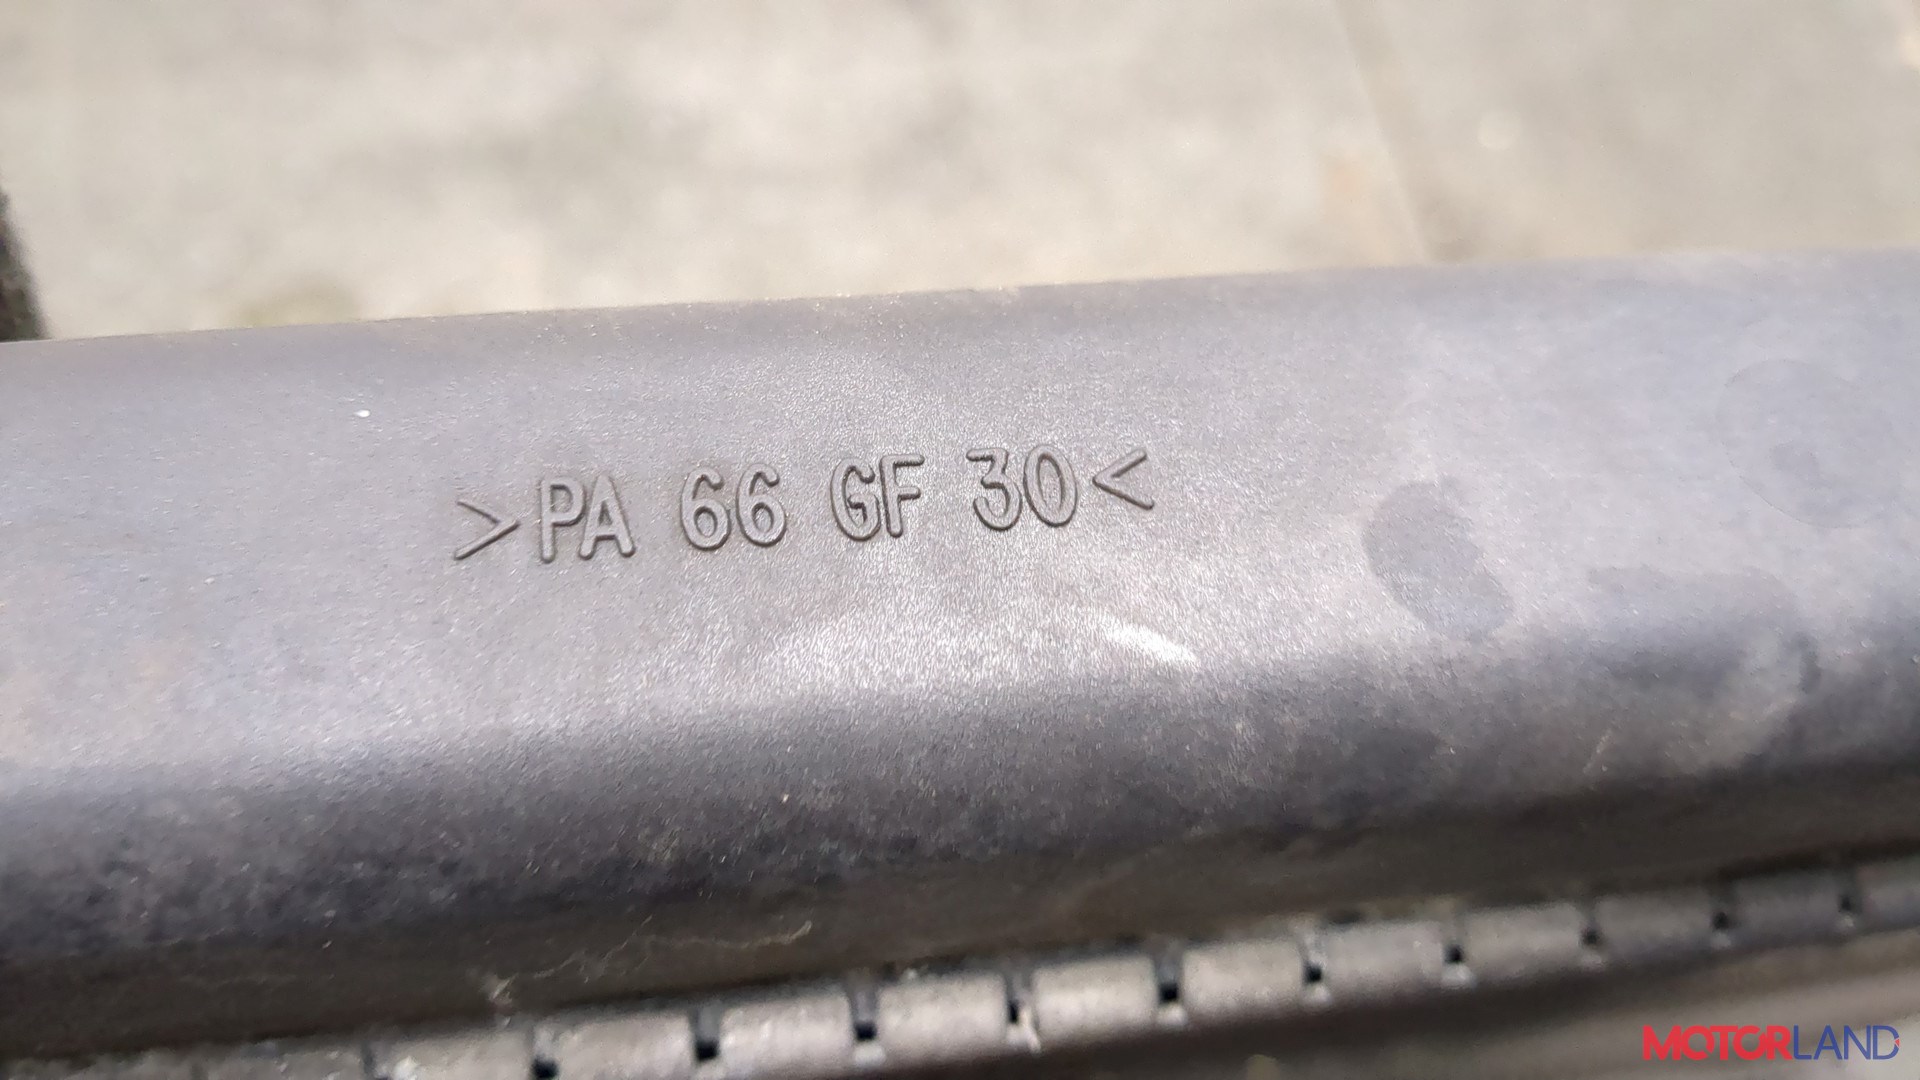 >PA 66 GF 30<
MOTORLAND